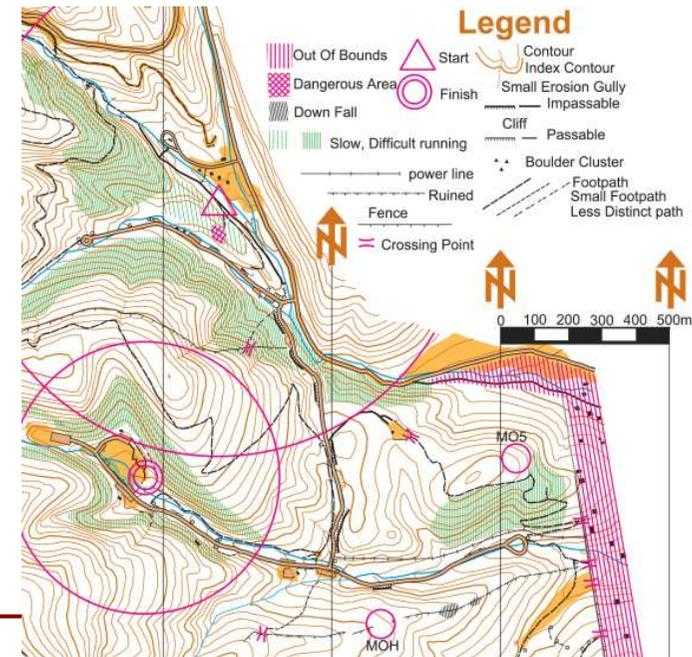 Legend
Out Of Bounds
Start
Contour
Index Contour
Dangerous Area
Finish
Small Erosion Gully
Impassable
Down Fall
Cliff
Passable
Slow, Difficult running
Boulder Cluster
power line
Footpath
Ruined
Small Footpath
Less Distinct path
Fence
Crossing Point
N
N
N
0 100 200 300 400 500m
MO5
MOH